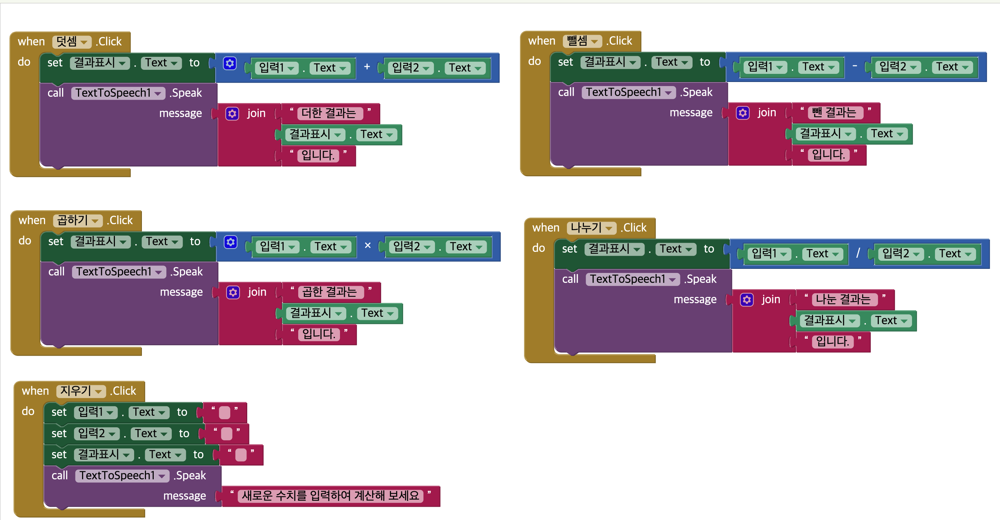 when 덧셈 .Click
do set 결과표시 . Text to 입력1 . Text + 입력2 . Text
call TextToSpeech1 .Speak
message join “ 더한 결과는 ”
결과표시 . Text
“ 입니다. ”
when 뺄셈 .Click
do set 결과표시 . Text to 입력1 . Text - 입력2 . Text
call TextToSpeech1 .Speak
message join “ 뺀 결과는 ”
결과표시 . Text
“ 입니다. ”
when 곱하기 .Click
do set 결과표시 . Text to 입력1 . Text × 입력2 . Text
call TextToSpeech1 .Speak
message join “ 곱한 결과는 ”
결과표시 . Text
“ 입니다. ”
when 나누기 .Click
do set 결과표시 . Text to 입력1 . Text / 입력2 . Text
call TextToSpeech1 .Speak
message join “ 나눈 결과는 ”
결과표시 . Text
“ 입니다. ”
when 지우기 .Click
do set 입력1 . Text to “ ”
set 입력2 . Text to “ ”
set 결과표시 . Text to “ ”
call TextToSpeech1 .Speak
message “ 새로운 수치를 입력하여 계산해 보세요 ”